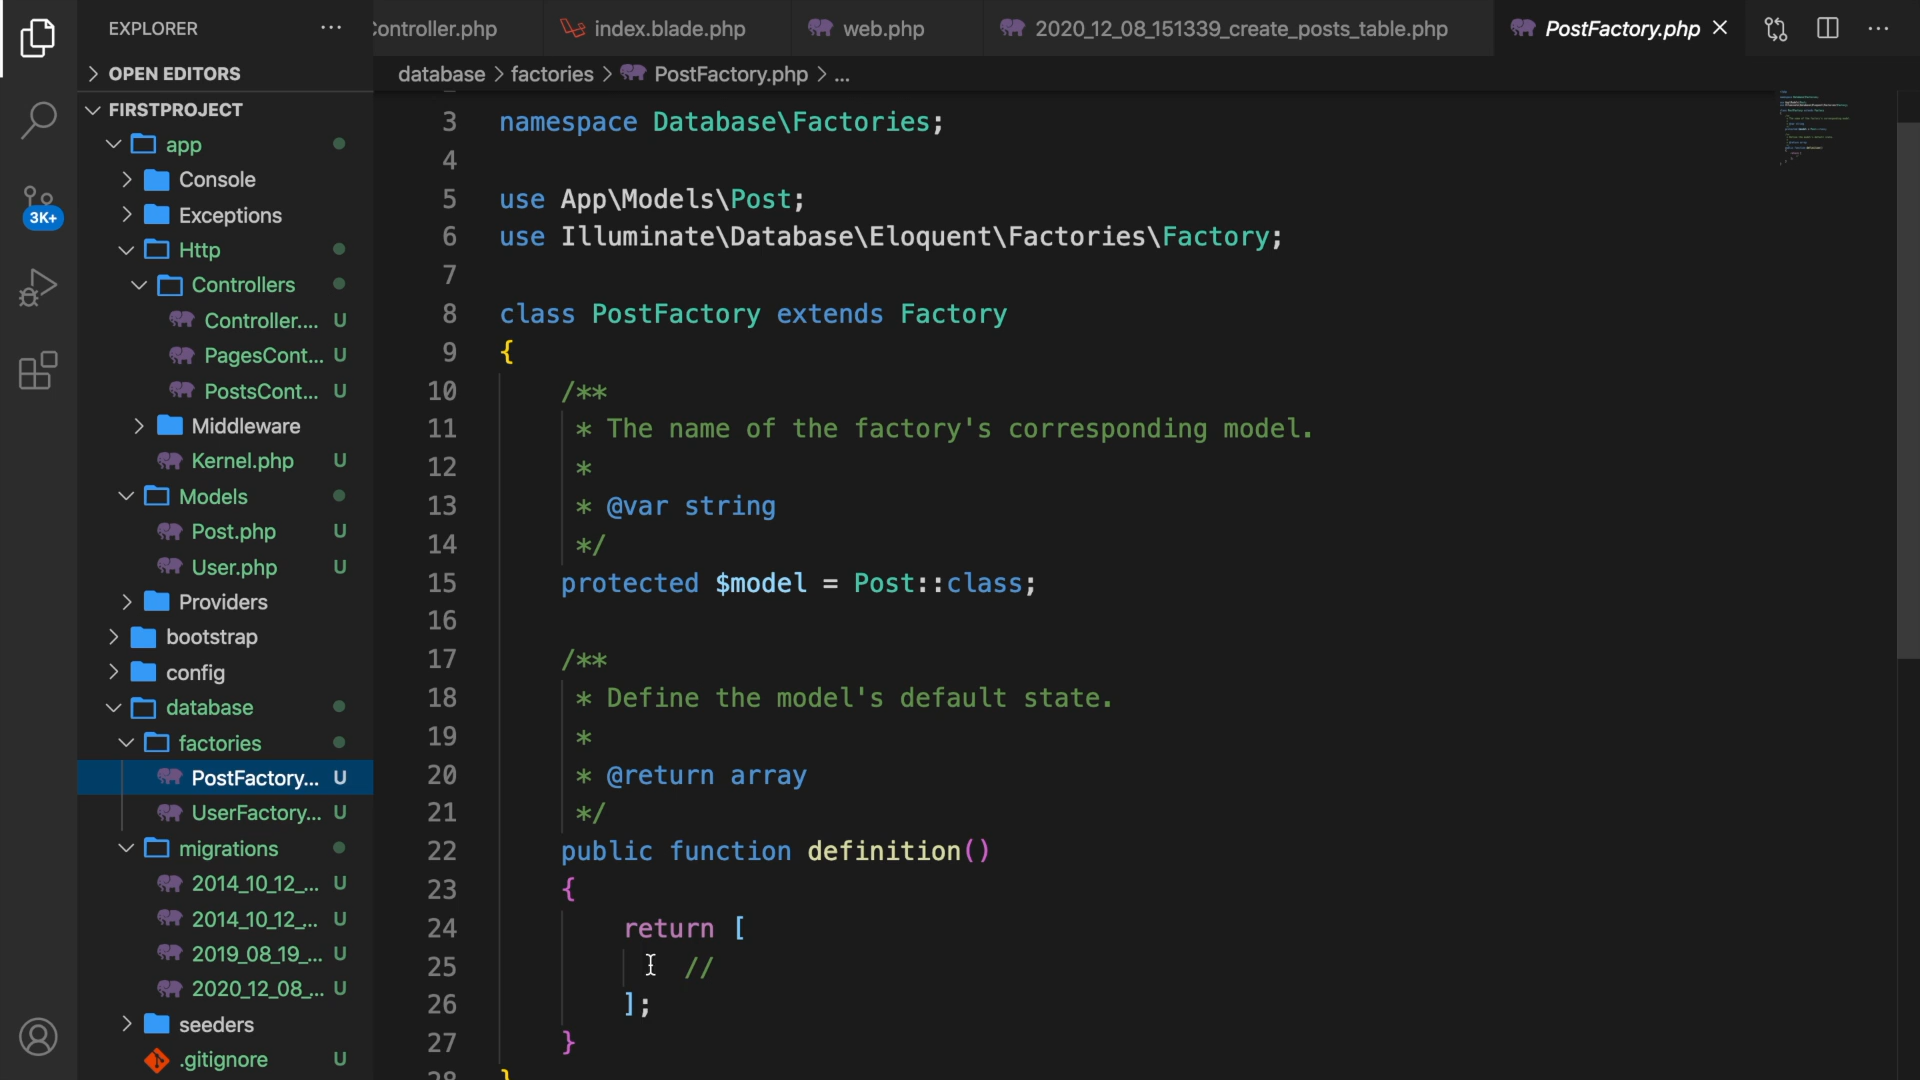 EXPLORER
···
Controller.php
index.blade.php
web.php
2020_12_08_151339_create_posts_table.php
PostFactory.php
···
OPEN EDITORS
database > factories > PostFactory.php > ...
FIRSTPROJECT
app
Console
Exceptions
Http
Controllers
Controller.... U
PagesCont... U
PostsCont... U
Middleware
Kernel.php U
Models
Post.php U
User.php U
Providers
bootstrap
config
database
factories
PostFactory... U
UserFactory... U
migrations
2014_10_12_... U
2014_10_12_... U
2019_08_19_... U
2020_12_08_... U
seeders
.gitignore U
3K+
3 namespace Database\Factories;
4
5 use App\Models\Post;
6 use Illuminate\Database\Eloquent\Factories\Factory;
7
8 class PostFactory extends Factory
9 {
10 /**
11 * The name of the factory's corresponding model.
12 *
13 * @var string
14 */
15 protected $model = Post::class;
16
17 /**
18 * Define the model's default state.
19 *
20 * @return array
21 */
22 public function definition()
23 {
24 return [
25 //
26 ];
27 }
28 }